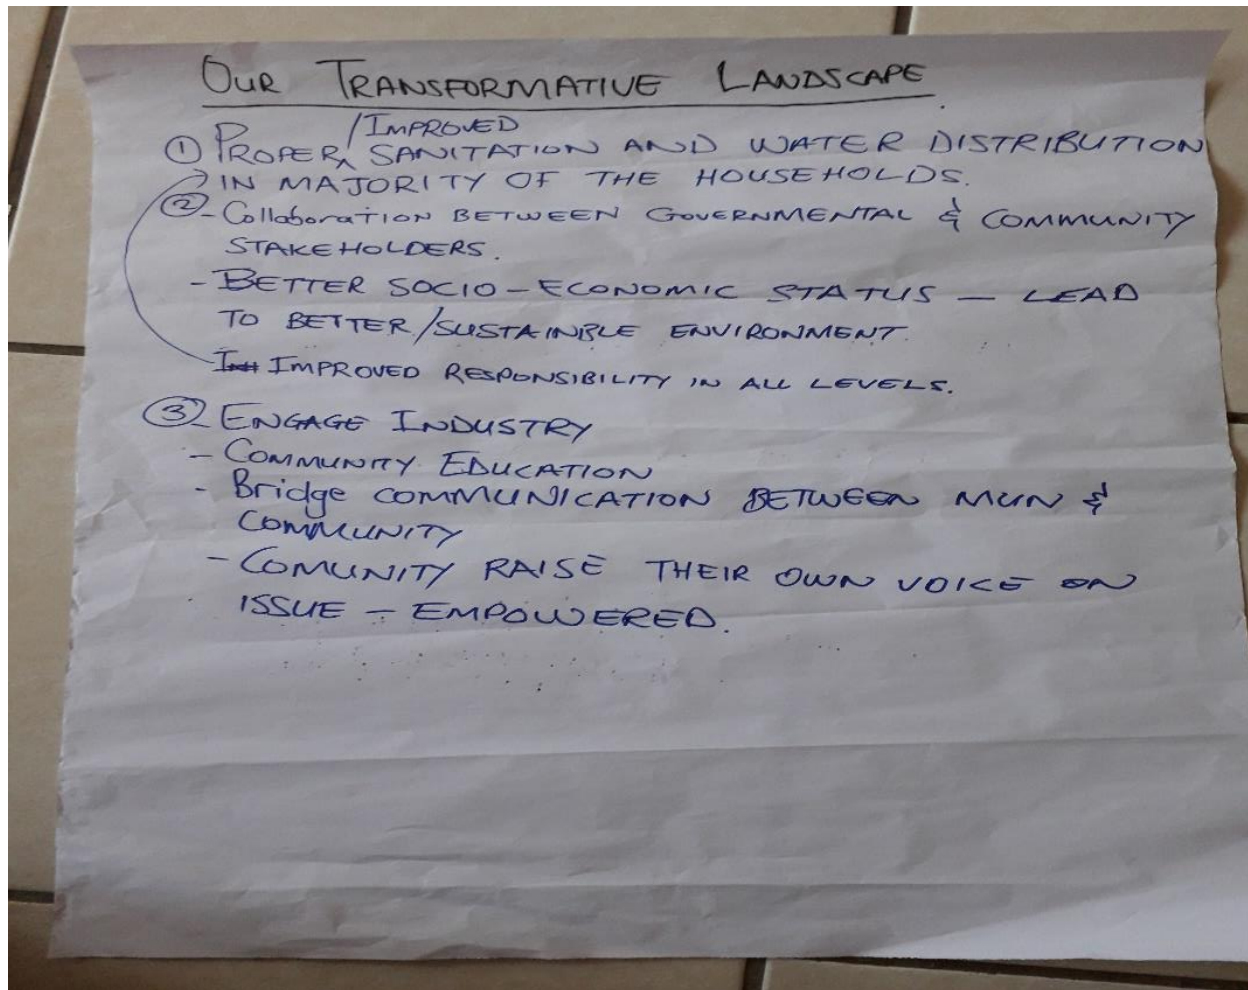 OUR TRANSFORMATIVE LANDSCAPE.
/IMPROVED
① PROPER^ SANITATION AND WATER DISTRIBUTION
IN MAJORITY OF THE HOUSEHOLDS.
② - Collaboration BETWEEN GOVERNMENTAL & COMMUNITY
STAKEHOLDERS.
- BETTER SOCIO-ECONOMIC STATUS - LEAD
TO BETTER/SUSTAINBLE ENVIRONMENT.
IMPROVED RESPONSIBILITY IN ALL LEVELS.
③ - ENGAGE INDUSTRY
- COMMUNITY EDUCATION
- Bridge COMMUNICATION BETWEEN MUN &
COMMUNITY
- COMUNITY RAISE THEIR OWN VOICE ON
ISSUE - EMPOWERED.